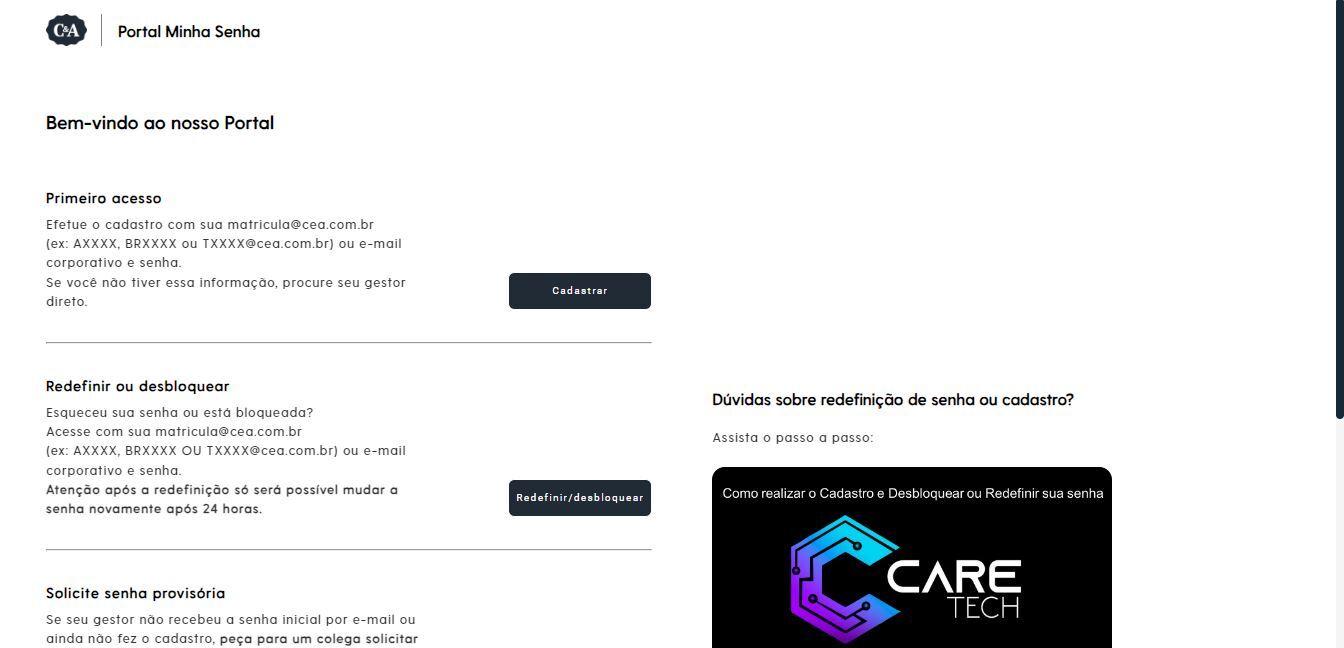 C&A
Portal Minha Senha
Bem-vindo ao nosso Portal
Primeiro acesso
Efetue o cadastro com sua matricula@cea.com.br
(ex: AXXXX, BRXXXX ou TXXXX@cea.com.br) ou e-mail
corporativo e senha.
Se você não tiver essa informação, procure seu gestor
direto.
Cadastrar
Redefinir ou desbloquear
Esqueceu sua senha ou está bloqueada?
Acesse com sua matricula@cea.com.br
(ex: AXXXX, BRXXXX OU TXXXX@cea.com.br) ou e-mail
corporativo e senha.
Atenção após a redefinição só será possível mudar a
senha novamente após 24 horas.
Redefinir/desbloquear
Solicite senha provisória
Se seu gestor não recebeu a senha inicial por e-mail ou
ainda não fez o cadastro, peça para um colega solicitar
Dúvidas sobre redefinição de senha ou cadastro?
Assista o passo a passo:
Como realizar o Cadastro e Desbloquear ou Redefinir sua senha
CARE
TECH